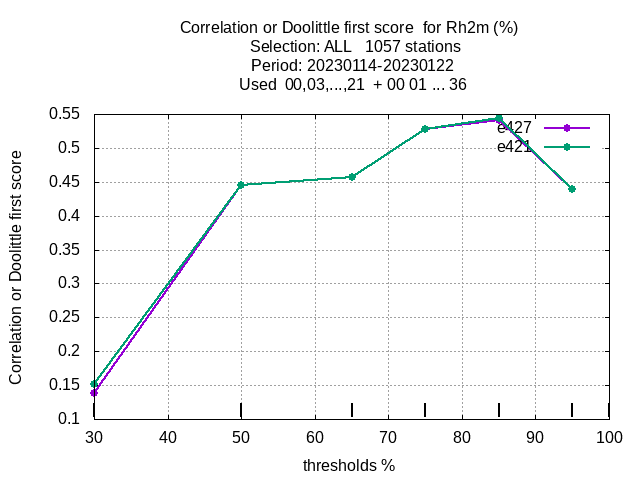 Correlation or Doolittle first score  for Rh2m (%)
Selection: ALL   1057 stations
Period: 20230114-20230122
Used  00,03,...,21  + 00 01 ... 36
Correlation or Doolittle first score
0.55
0.5
0.45
0.4
0.35
0.3
0.25
0.2
0.15
0.1
e427
e421
30 40 50 60 70 80 90 100
thresholds %